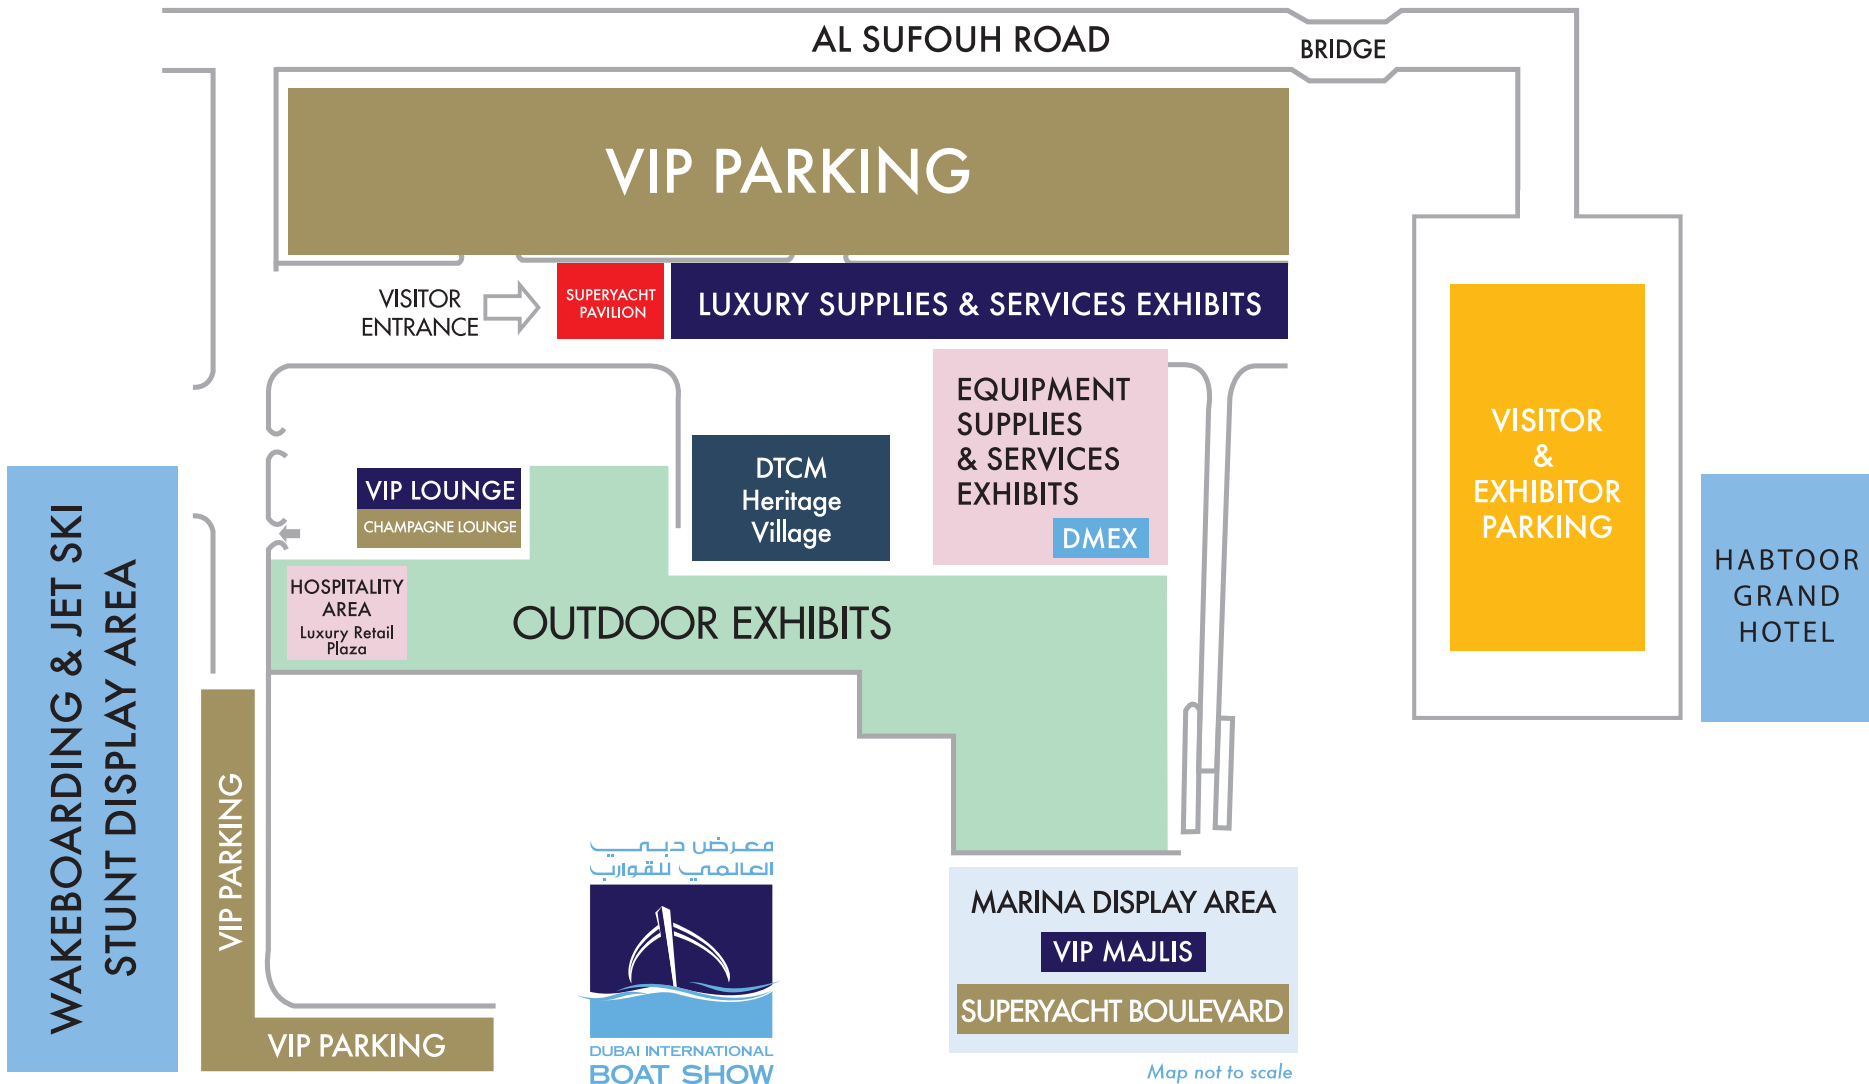 AL SUFOUH ROAD
BRIDGE
VIP PARKING
VISITOR
ENTRANCE
SUPERYACHT
PAVILION
LUXURY SUPPLIES & SERVICES EXHIBITS
EQUIPMENT
SUPPLIES
& SERVICES
EXHIBITS
DMEX
VISITOR
&
EXHIBITOR
PARKING
HABTOOR
GRAND
HOTEL
DTCM
Heritage
Village
VIP LOUNGE
CHAMPAGNE LOUNGE
HOSPITALITY
AREA
Luxury Retail
Plaza
OUTDOOR EXHIBITS
WAKEBOARDING & JET SKI
STUNT DISPLAY AREA
VIP PARKING
VIP PARKING
معرض دبي
العالمي للقوارب
DUBAI INTERNATIONAL
BOAT SHOW
MARINA DISPLAY AREA
VIP MAJLIS
SUPERYACHT BOULEVARD
Map not to scale